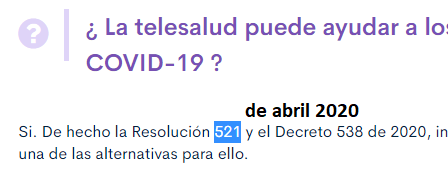 ?
¿ La telesalud puede ayudar a los
COVID-19 ?
de abril 2020
Si. De hecho la Resolución 521 y el Decreto 538 de 2020, in
una de las alternativas para ello.